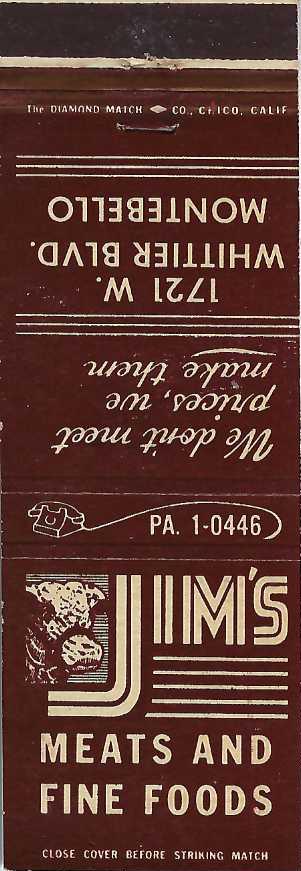 The DIAMOND MATCH CO., CHICO, CALIF
We don't meet
prices, we
make them
1721 W.
WHITTIER BLVD.
MONTEBELLO
PA. 1-0446
JIM'S
MEATS AND
FINE FOODS
CLOSE COVER BEFORE STRIKING MATCH